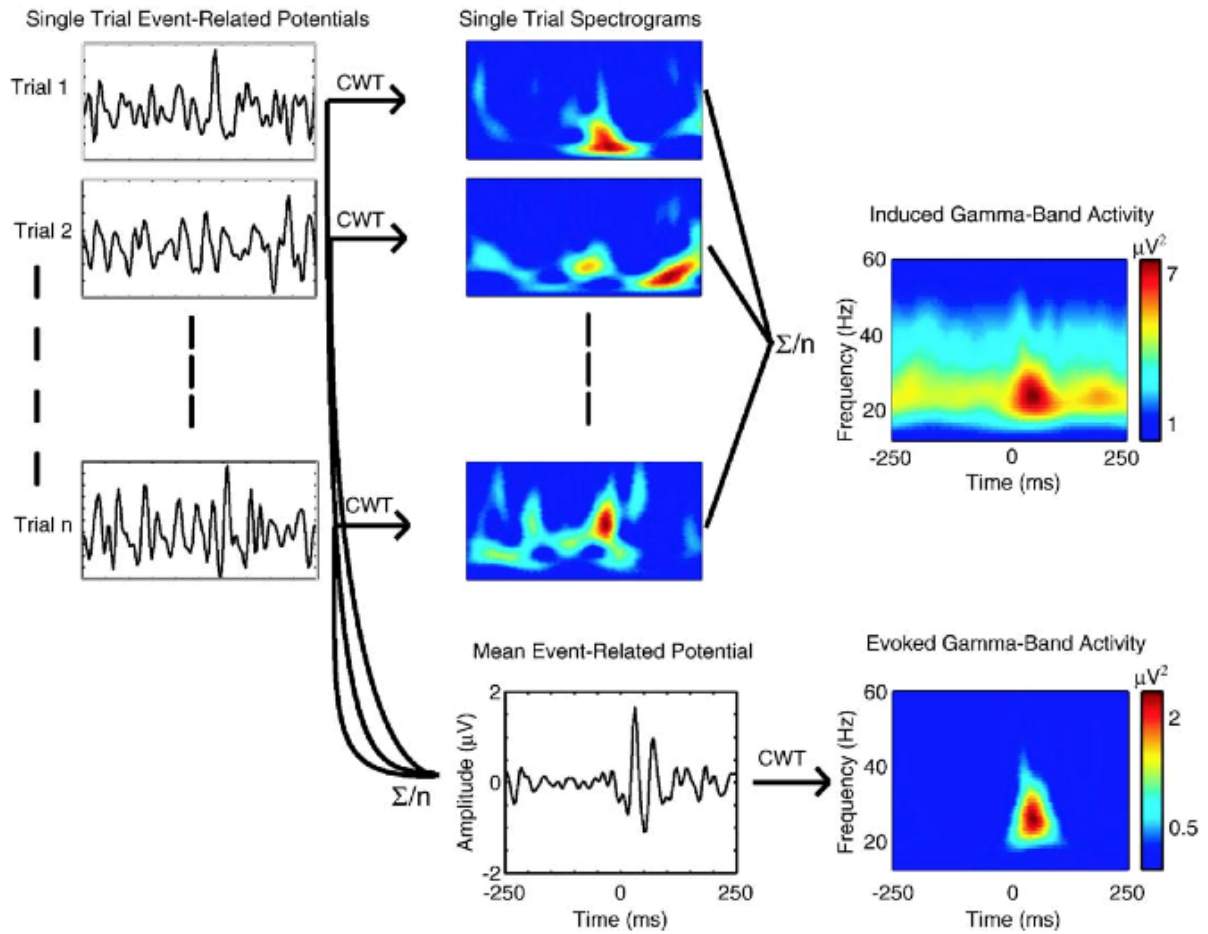 Single Trial Event-Related Potentials
Single Trial Spectrograms
Trial 1
CWT
Trial 2
CWT
Trial n
CWT
Σ/n
Induced Gamma-Band Activity
μV²
7
1
60
40
20
Frequency (Hz)
-250 0 250
Time (ms)
Σ/n
Mean Event-Related Potential
2
0
-2
Amplitude (μV)
-250 0 250
Time (ms)
CWT
Evoked Gamma-Band Activity
μV²
2
0.5
60
40
20
Frequency (Hz)
-250 0 250
Time (ms)